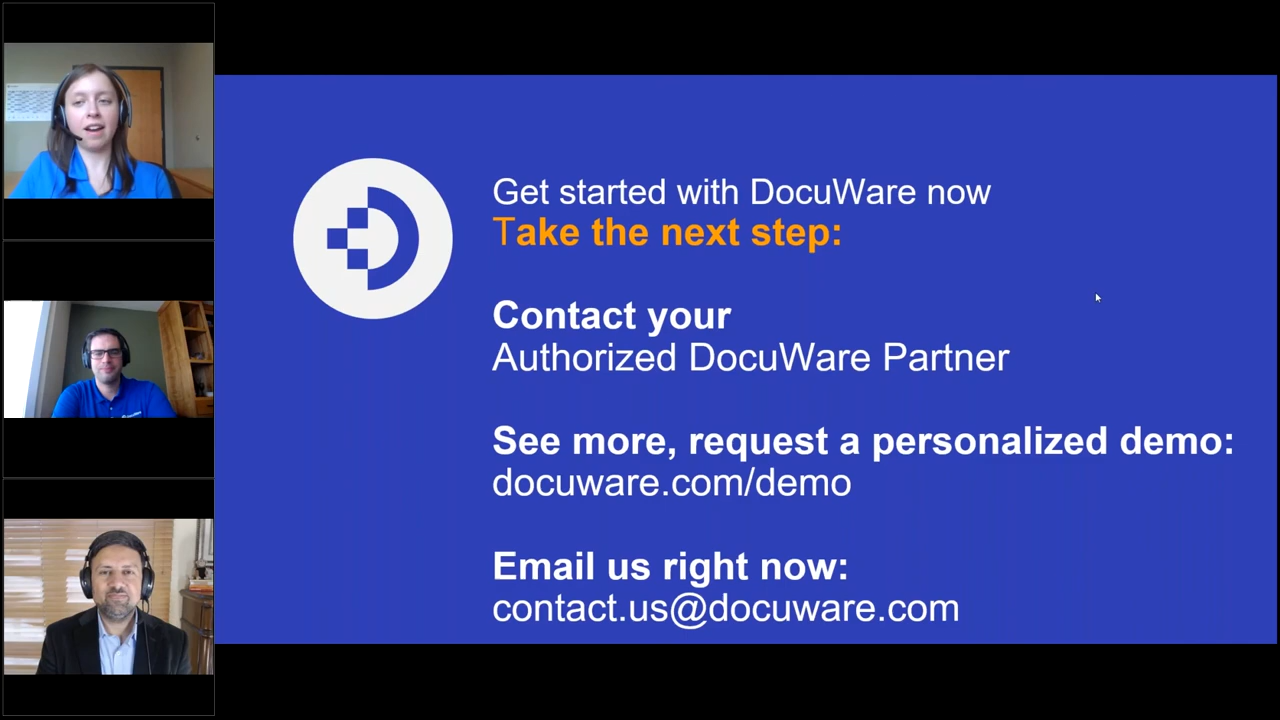 Get started with DocuWare now
Take the next step:
Contact your
Authorized DocuWare Partner
See more, request a personalized demo:
docuware.com/demo
Email us right now:
contact.us@docuware.com